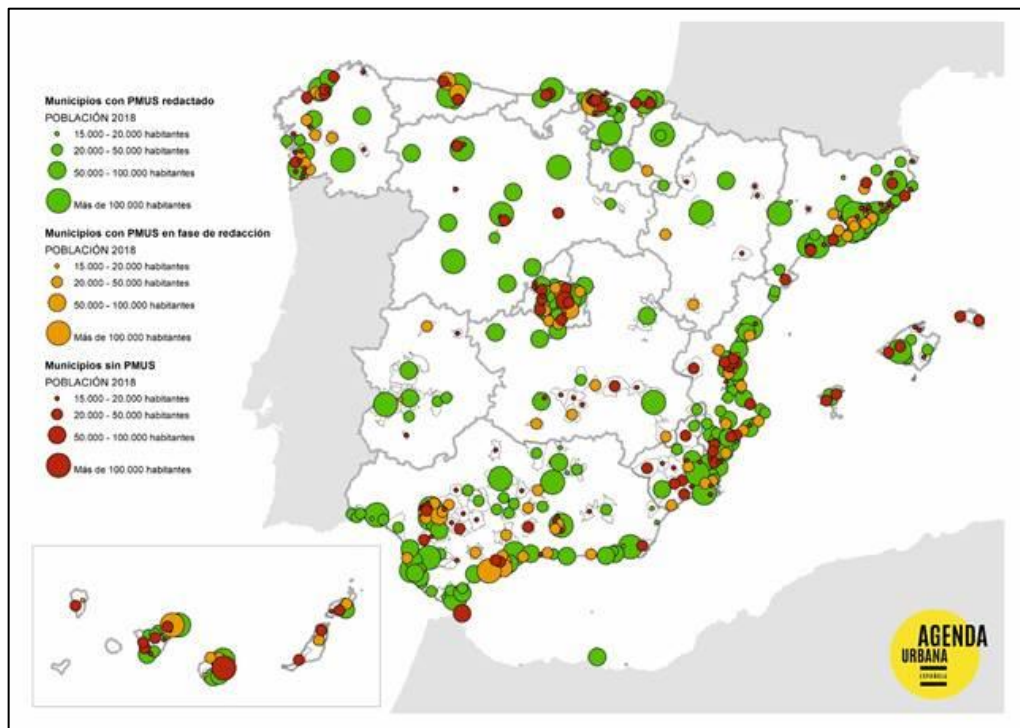 Municipios con PMUS redactado
POBLACIÓN 2018
15.000 - 20.000 habitantes
20.000 - 50.000 habitantes
50.000 - 100.000 habitantes
Más de 100.000 habitantes
Municipios con PMUS en fase de redacción
POBLACIÓN 2018
15.000 - 20.000 habitantes
20.000 - 50.000 habitantes
50.000 - 100.000 habitantes
Más de 100.000 habitantes
Municipios sin PMUS
POBLACIÓN 2018
15.000 - 20.000 habitantes
20.000 - 50.000 habitantes
50.000 - 100.000 habitantes
Más de 100.000 habitantes
AGENDA
URBANA
ESPAÑOLA